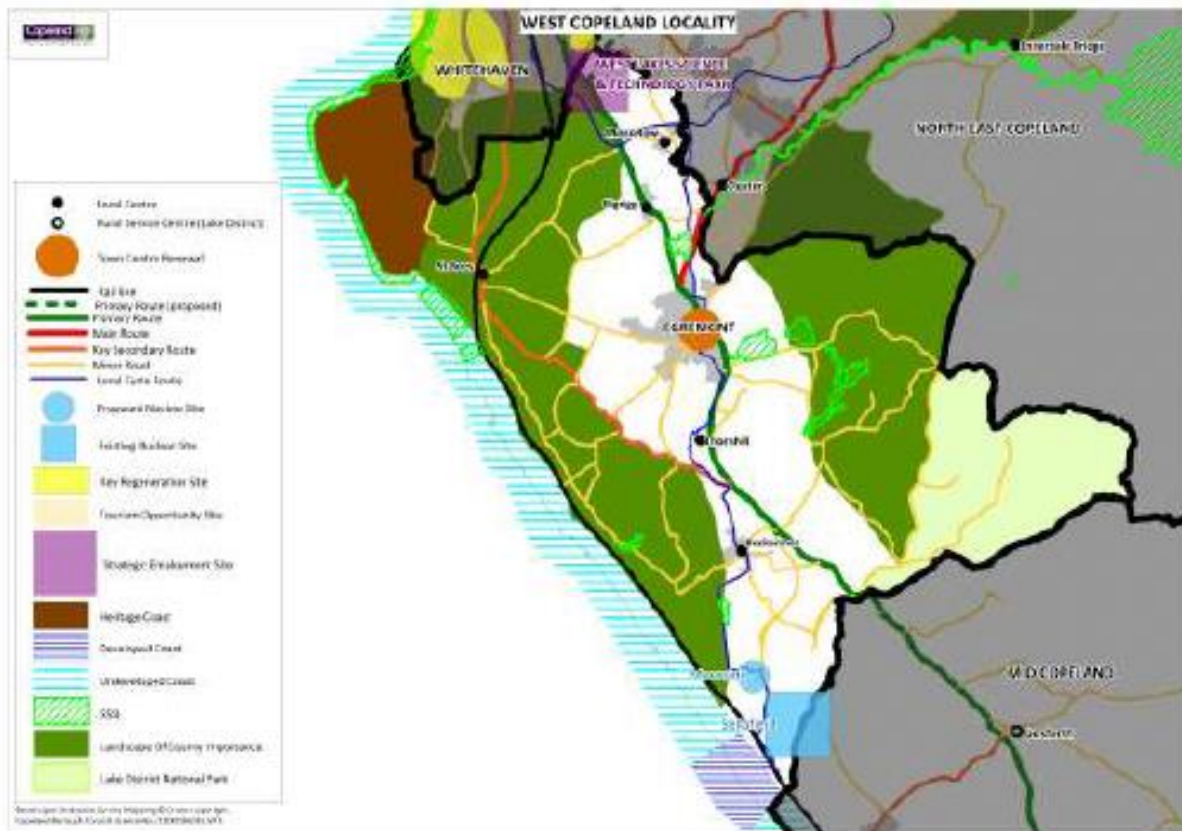 WEST COPELAND LOCALITY
Copeland
WHITEHAVEN
WEST LAKES SCIENCE
& TECHNOLOGY PARK
NORTH EAST COPELAND
Moor Row
Bigrigg
St Bees
EGREMONT
Thornhill
Beckermet
Sellafield
MID COPELAND
Gosforth
Local Centre
Rural Service Centre (Lake District)
Town Centre Renewal
Rail line
Primary Route (proposed)
Primary Route
Main Route
Key Secondary Route
Minor Road
Local Cycle Route
Proposed Nuclear Site
Existing Nuclear Site
Key Regeneration Site
Tourism Opportunity Site
Strategic Employment Site
Heritage Coast
Developed Coast
Undeveloped Coast
SSSI
Landscape Of County Importance
Lake District National Park